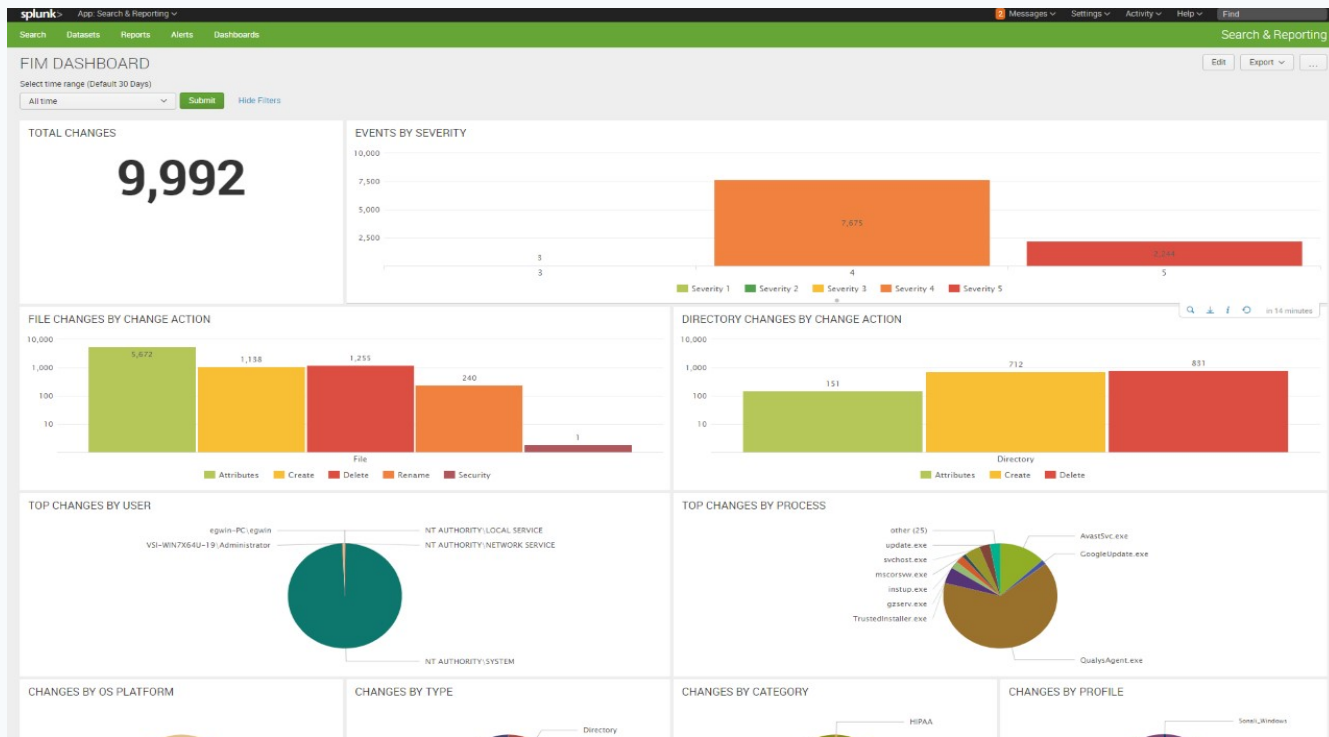 splunk> App: Search & Reporting
2 Messages Settings Activity Help Find
Search Datasets Reports Alerts Dashboards
Search & Reporting
FIM DASHBOARD
Edit Export ...
Select time range (Default 30 Days)
All time Submit Hide Filters
TOTAL CHANGES
9,992
EVENTS BY SEVERITY
10,000
7,500
5,000
2,500
3
7,675
2,244
3 4 5
Severity 1 Severity 2 Severity 3 Severity 4 Severity 5
in 14 minutes
FILE CHANGES BY CHANGE ACTION
10,000
1,000
100
10
5,672
1,138
1,255
240
1
File
Attributes Create Delete Rename Security
DIRECTORY CHANGES BY CHANGE ACTION
10,000
1,000
100
10
151
712
831
Directory
Attributes Create Delete
TOP CHANGES BY USER
egwin-PC\egwin
VSI-WIN7X64U-19\Administrator
NT AUTHORITY\LOCAL SERVICE
NT AUTHORITY\NETWORK SERVICE
NT AUTHORITY\SYSTEM
TOP CHANGES BY PROCESS
other (25)
update.exe
svchost.exe
mscorsvw.exe
instup.exe
gzserv.exe
TrustedInstaller.exe
AvastSvc.exe
GoogleUpdate.exe
QualysAgent.exe
CHANGES BY OS PLATFORM
CHANGES BY TYPE
Directory
CHANGES BY CATEGORY
HIPAA
CHANGES BY PROFILE